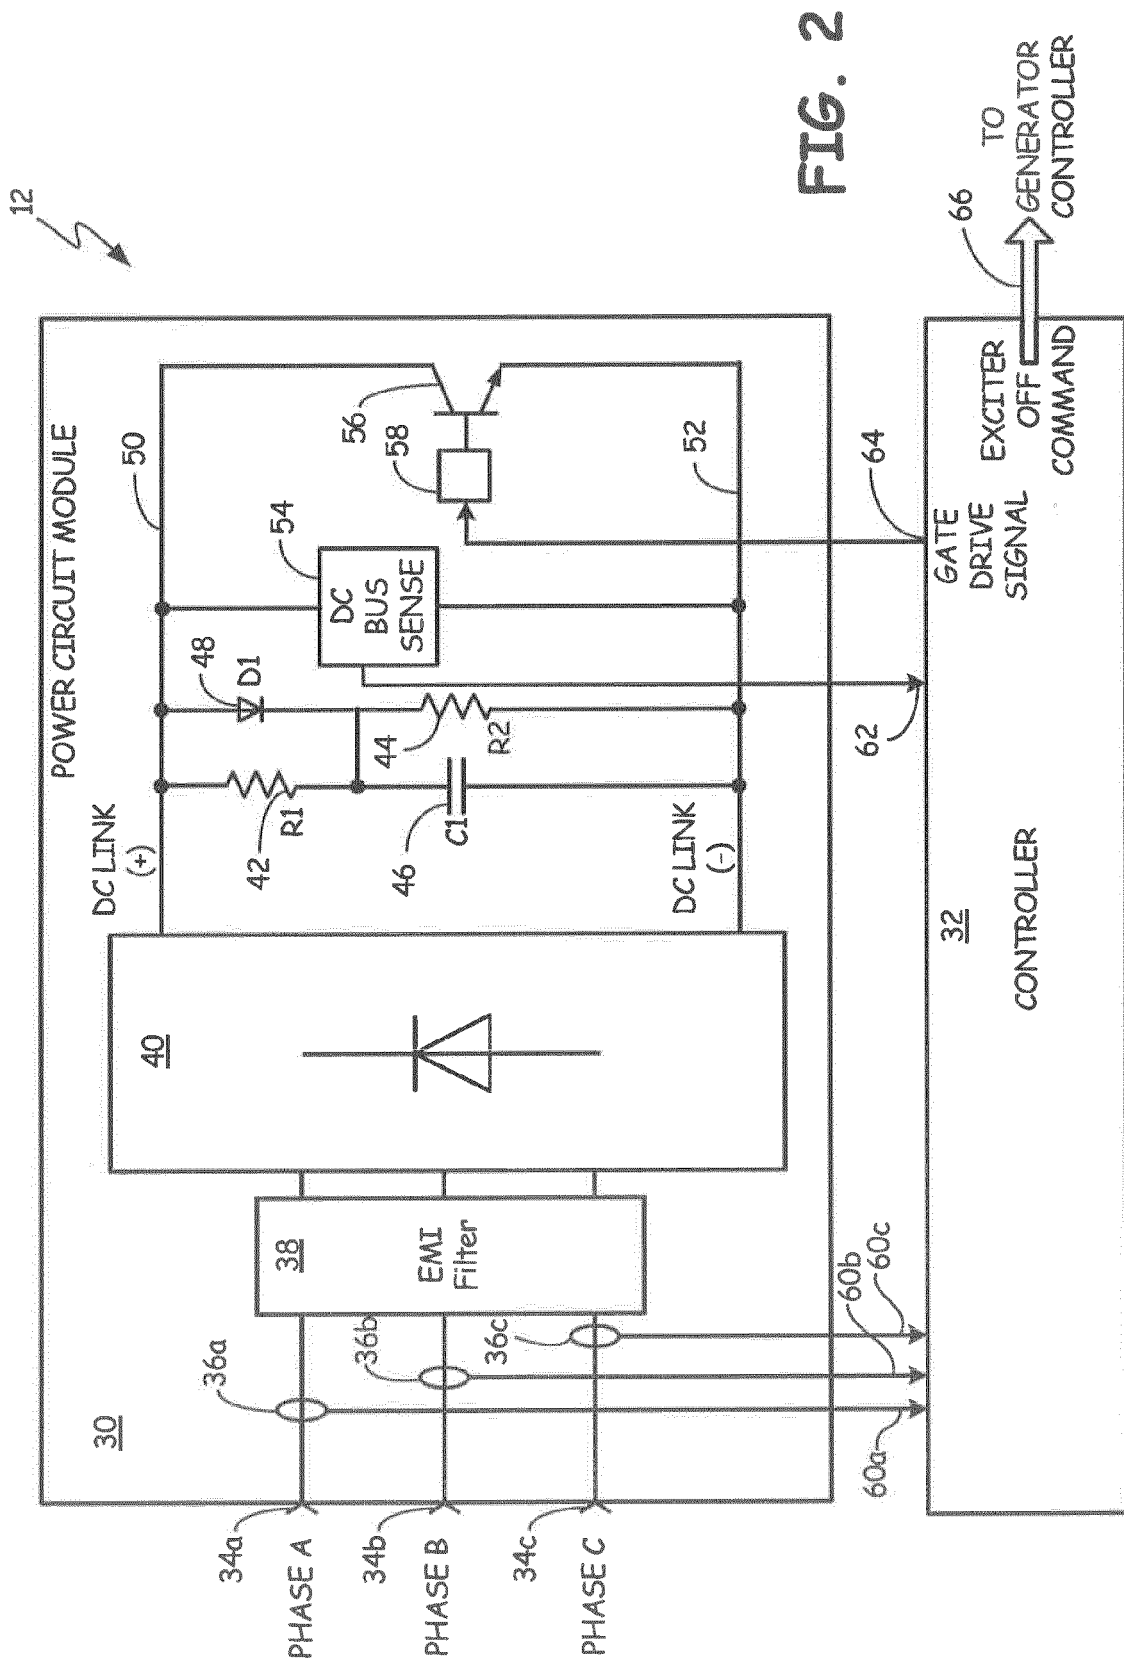 12
POWER CIRCUIT MODULE
30
34a
PHASE A
34b
PHASE B
34c
PHASE C
36a
36b
36c
38
EMI
Filter
40
DC LINK
(+)
DC LINK
(-)
42
R1
46
C1
48
D1
44
R2
50
54
DC
BUS
SENSE
56
58
52
60a
60b
60c
62
64
GATE
DRIVE
SIGNAL
32
CONTROLLER
EXCITER
OFF
COMMAND
66
TO
GENERATOR
CONTROLLER
FIG. 2